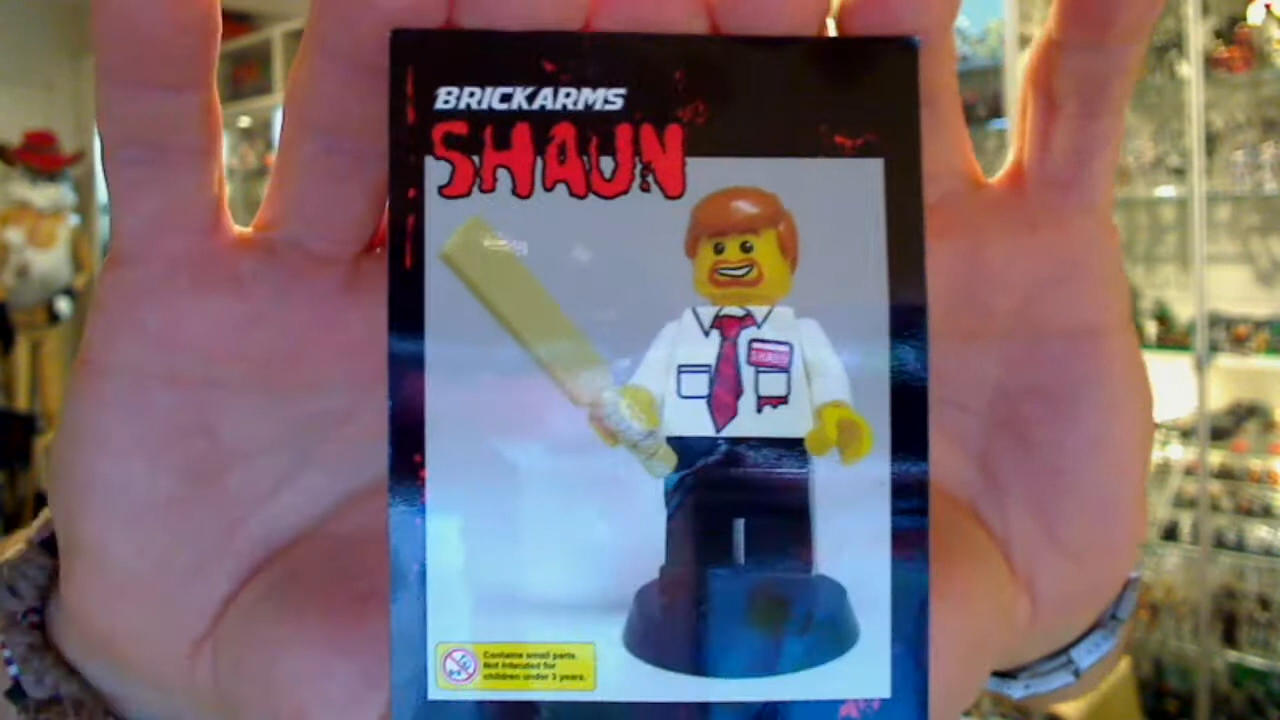 BRICKARMS
SHAUN
SHAUN
Contains small parts.
Not intended for
children under 3 years.